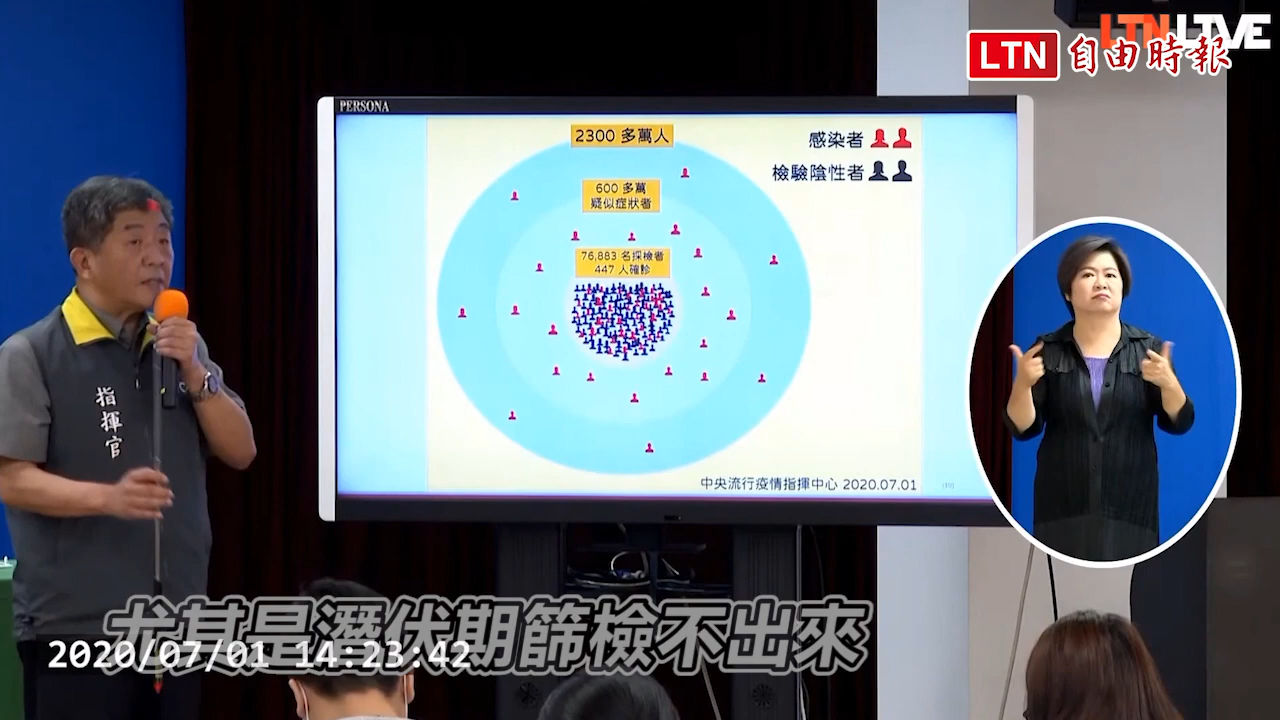 LTN LIVE
LTN 自由時報
PERSONA
2300 多萬人
感染者
檢驗陰性者
600 多萬
疑似症狀者
76,883 名採檢者
447 人確診
指揮官
中央流行疫情指揮中心 2020.07.01
尤其是潛伏期篩檢不出來
2020/07/01 14:23:42